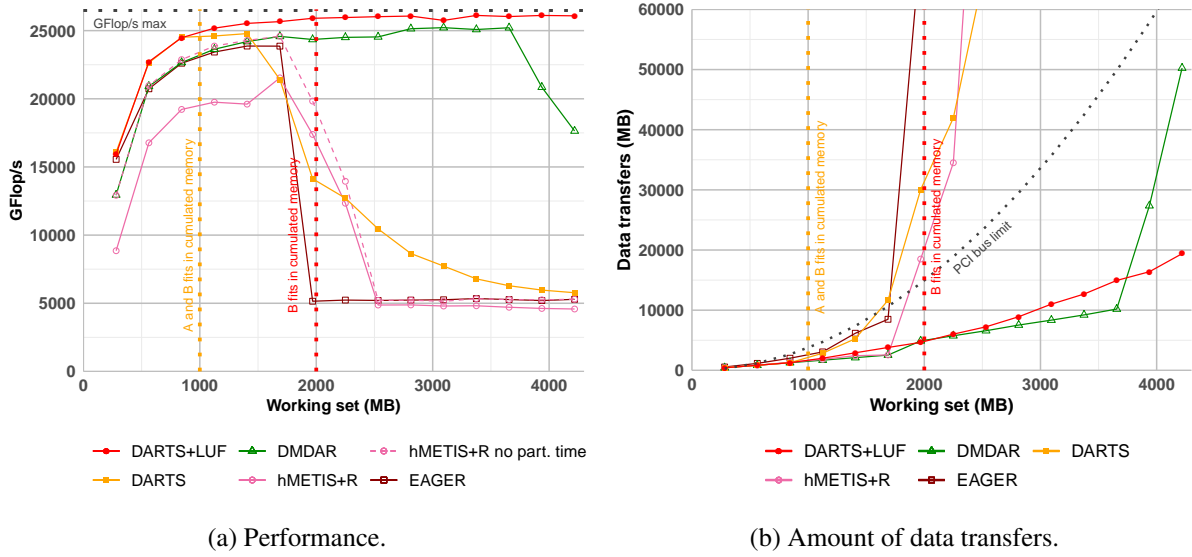 GFlop/s max
25000
20000
15000
10000
5000
0
GFlop/s
A and B fits in cumulated memory
B fits in cumulated memory
0 1000 2000 3000 4000
Working set (MB)
DARTS+LUF DMDAR hMETIS+R no part. time
DARTS hMETIS+R EAGER
(a) Performance.
60000
50000
40000
30000
20000
10000
0
Data transfers (MB)
A and B fits in cumulated memory
B fits in cumulated memory
PCI bus limit
0 1000 2000 3000 4000
Working set (MB)
DARTS+LUF DMDAR DARTS
hMETIS+R EAGER
(b) Amount of data transfers.